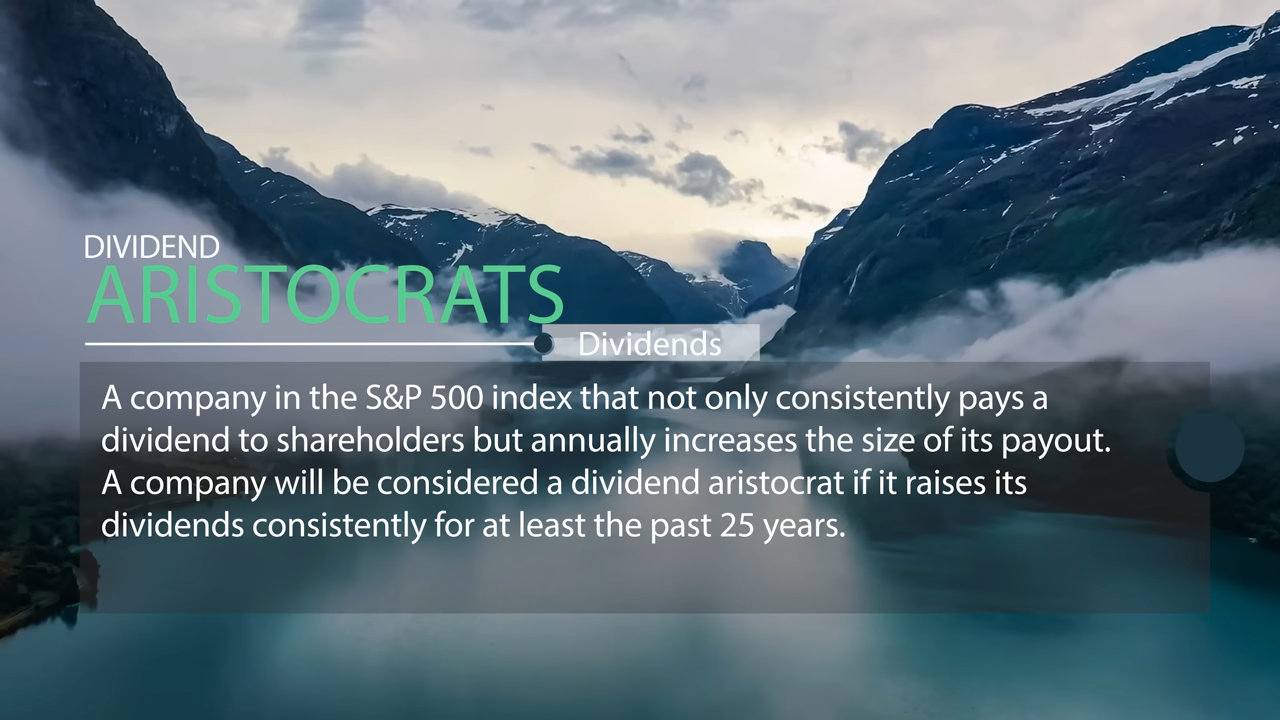 DIVIDEND
ARISTOCRATS
Dividends
A company in the S&P 500 index that not only consistently pays a
dividend to shareholders but annually increases the size of its payout.
A company will be considered a dividend aristocrat if it raises its
dividends consistently for at least the past 25 years.